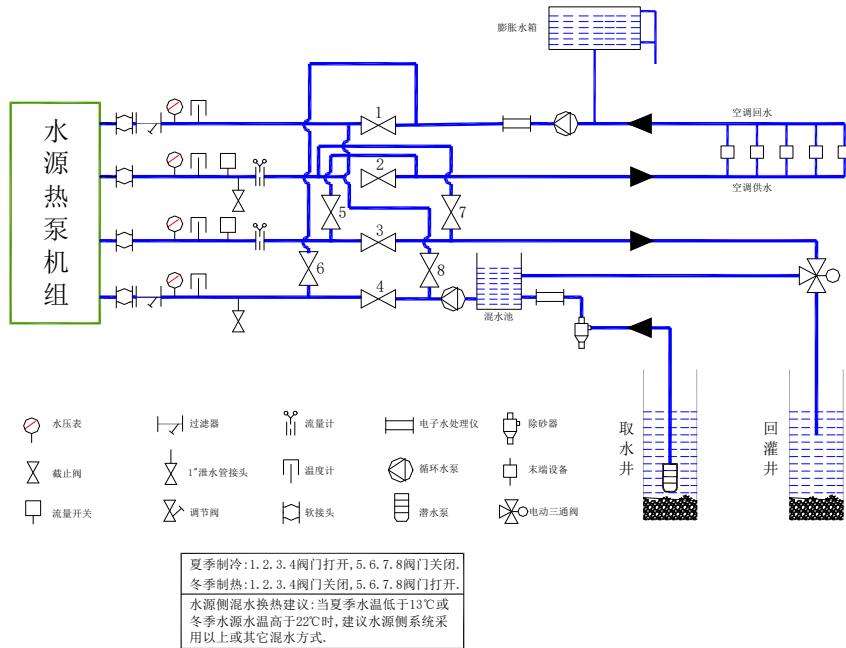 膨胀水箱
水源热泵机组
1
空调回水
2
空调供水
5
7
3
6
8
4
混水池
取水井
回灌井
水压表
过滤器
流量计
电子水处理仪
除砂器
截止阀
1"泄水管接头
温度计
循环水泵
末端设备
流量开关
调节阀
软接头
潜水泵
电动三通阀
夏季制冷:1.2.3.4阀门打开,5.6.7.8阀门关闭.
冬季制热:1.2.3.4阀门关闭,5.6.7.8阀门打开.
水源侧混水换热建议:当夏季水温低于13℃或
冬季水源水温高于22℃时,建议水源侧系统采
用以上或其它混水方式.